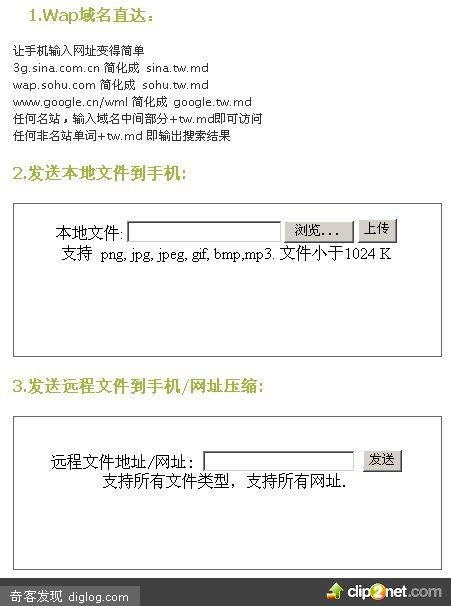 1.Wap域名直达：
让手机输入网址变得简单
3g.sina.com.cn 简化成 sina.tw.md
wap.sohu.com 简化成 sohu.tw.md
www.google.cn/wml 简化成 google.tw.md
任何名站，输入域名中间部分+tw.md即可访问
任何非名站单词+tw.md 即输出搜索结果
2.发送本地文件到手机:
本地文件: 浏览... 上传
支持 png, jpg, jpeg, gif, bmp,mp3. 文件小于1024 K
3.发送远程文件到手机/网址压缩:
远程文件地址/网址： 发送
支持所有文件类型，支持所有网址.
奇客发现 diglog.com clip2net.com